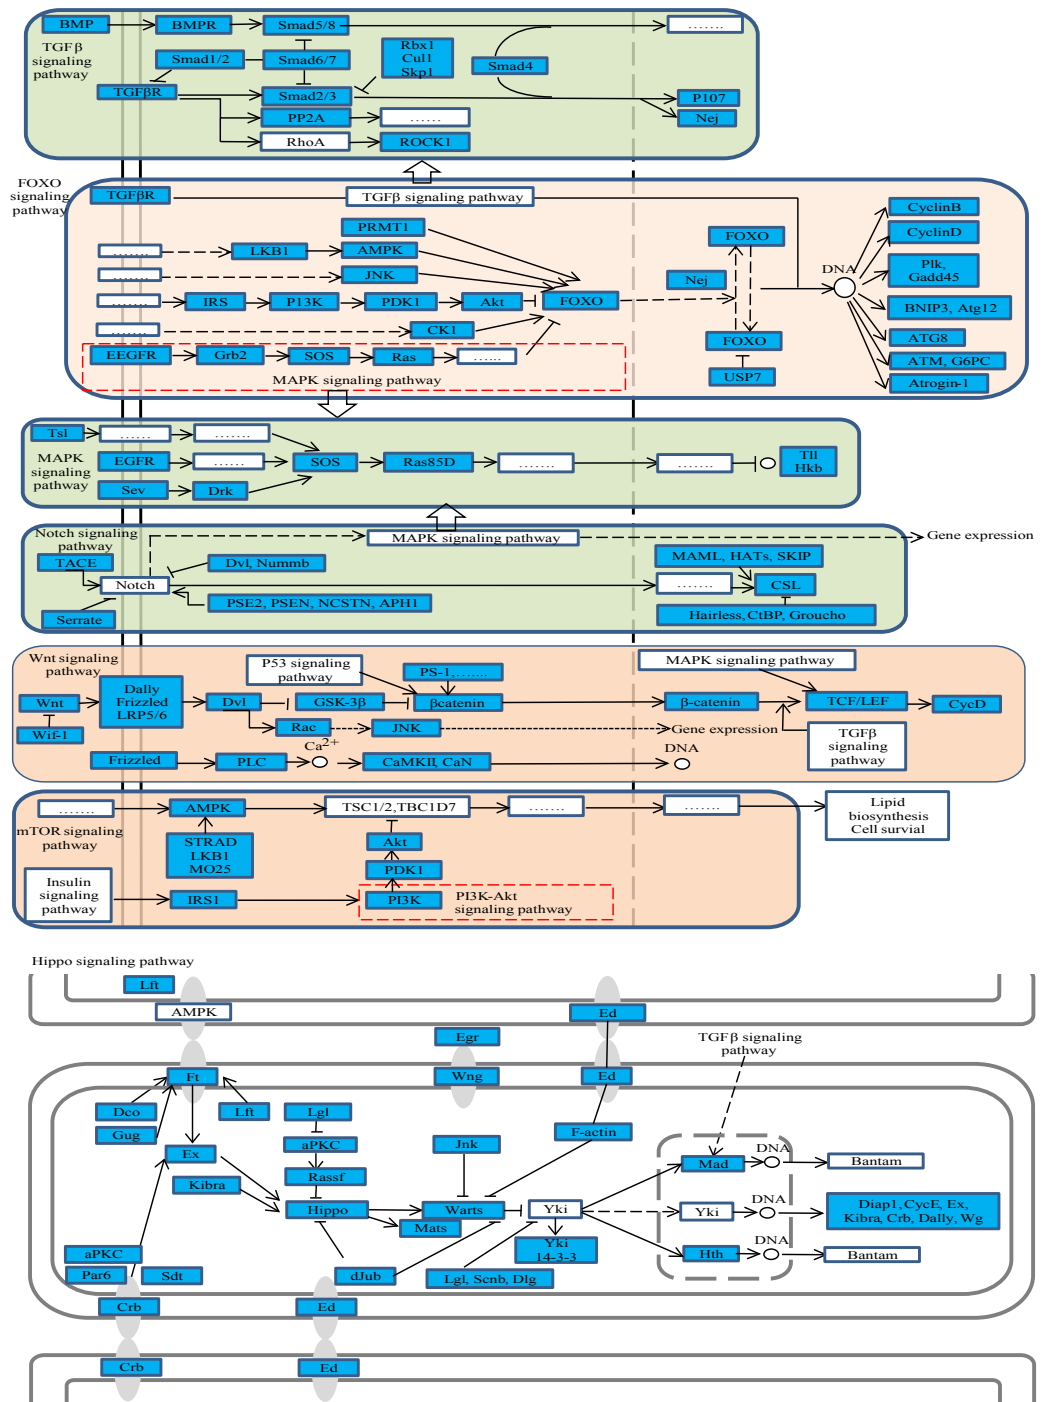 BMP
BMPR
Smad5/8
.......
TGFβ
signaling
pathway
Smad1/2
Smad6/7
Rbx1
Cul1
Skp1
Smad4
TGFβR
Smad2/3
P107
PP2A
......
Nej
RhoA
ROCK1
FOXO
signaling
pathway
TGFβR
TGFβ signaling pathway
CyclinB
PRMT1
FOXO
CyclinD
........
LKB1
AMPK
DNA
Plk,
Gadd45
........
JNK
Nej
........
IRS
P13K
PDK1
Akt
FOXO
BNIP3, Atg12
........
CK1
FOXO
ATG8
EEGFR
Grb2
SOS
Ras
......
ATM, G6PC
MAPK signaling pathway
USP7
Atrogin-1
Tsl
......
.......
MAPK
signaling
pathway
EGFR
......
SOS
Ras85D
.......
.......
Tll
Hkb
Sev
Drk
Notch signaling
pathway
MAPK signaling pathway
Gene expression
TACE
Dvl, Nummb
MAML, HATs, SKIP
Notch
.......
CSL
PSE2, PSEN, NCSTN, APH1
Serrate
Hairless, CtBP, Groucho
Wnt signaling
pathway
P53 signaling
pathway
PS-1,.......
MAPK signaling pathway
Wnt
Dally
Frizzled
LRP5/6
Dvl
GSK-3β
βcatenin
β-catenin
TCF/LEF
CycD
Wif-1
Rac
JNK
Gene expression
TGFβ
signaling
pathway
Frizzled
PLC
Ca2+
CaMKII, CaN
DNA
.......
AMPK
TSC1/2,TBC1D7
.......
.......
Lipid
biosynthesis
Cell survial
mTOR signaling
pathway
STRAD
LKB1
MO25
Akt
PDK1
Insulin
signaling
pathway
IRS1
PI3K
PI3K-Akt
signaling pathway
Hippo signaling pathway
Lft
AMPK
Ed
Egr
TGFβ signaling
pathway
Ft
Wng
Ed
Dco
Lft
Lgl
Gug
F-actin
Ex
aPKC
Jnk
DNA
Mad
Bantam
Kibra
Rassf
Hippo
Warts
Yki
Yki
DNA
Diap1, CycE, Ex,
Kibra, Crb, Dally, Wg
Mats
Yki
14-3-3
DNA
Hth
Bantam
aPKC
Par6
Sdt
dJub
Lgl, Scnb, Dlg
Crb
Ed
Crb
Ed